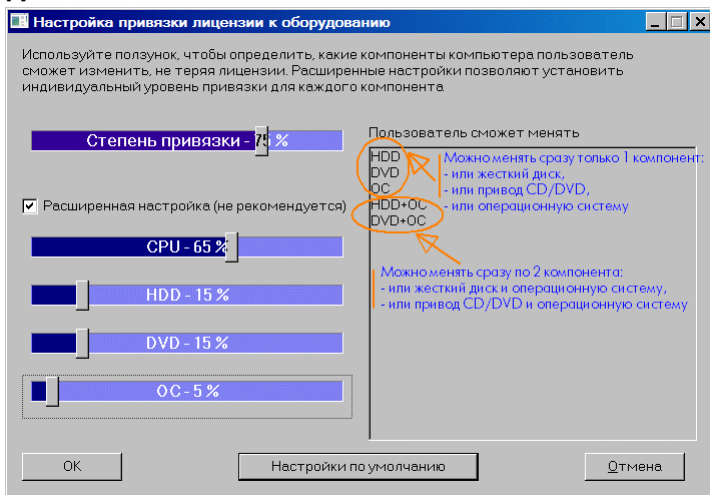 Настройка привязки лицензии к оборудованию
Используйте ползунок, чтобы определить, какие
компоненты компьютера пользователь
сможет изменить, не теряя лицензии. Расширенные настройки позволяют установить
индивидуальный уровень привязки для каждого
компонента
Степень привязки - 75 %
Расширенная настройка (не рекомендуется)
CPU - 65 %
HDD - 15 %
DVD - 15 %
ОС - 5 %
Пользователь сможет менять
HDD
DVD
ОС
HDD+ОС
DVD+ОС
Можно менять сразу только 1 компонент:
- или жесткий диск,
- или привод CD/DVD,
- или операционную систему
Можно менять сразу по 2 компонента:
- или жесткий диск и операционную систему,
- или привод CD/DVD и операционную систему
OK
Настройки по умолчанию
Отмена